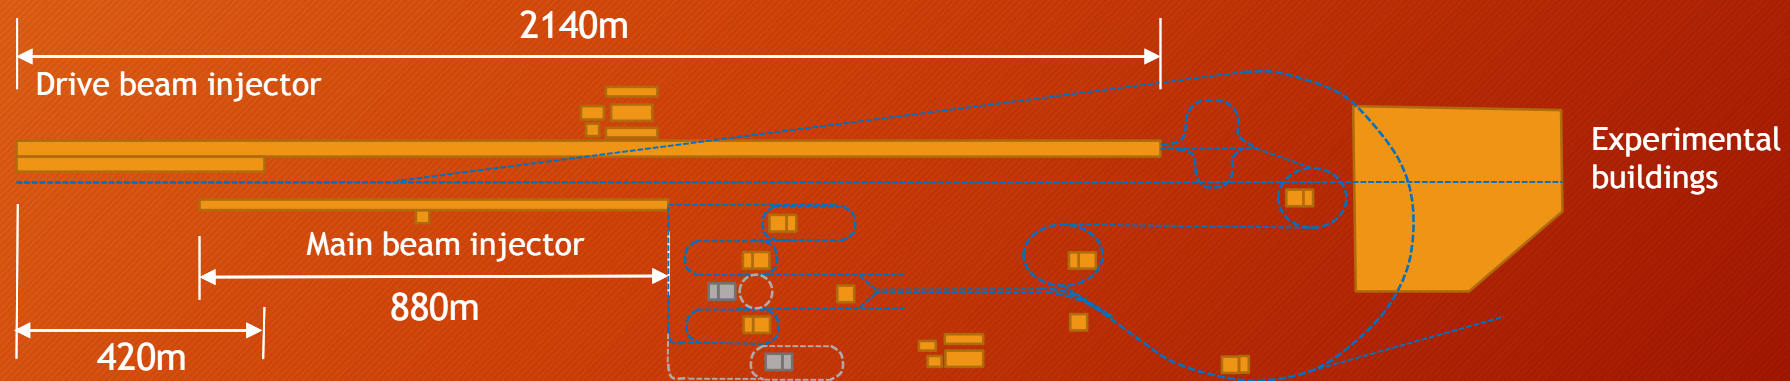 2140m
Drive beam injector
Experimental
buildings
Main beam injector
880m
420m